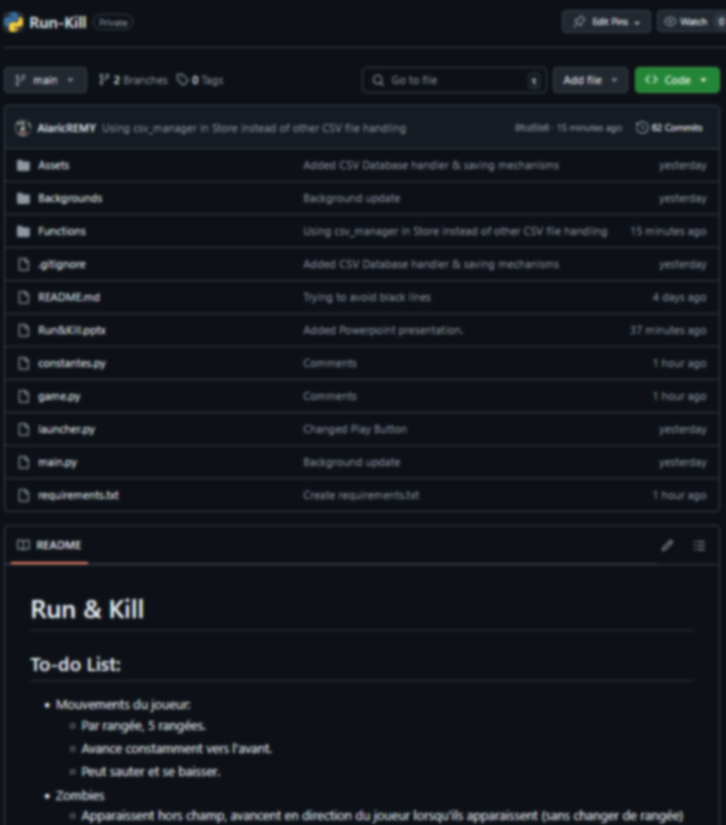 Run-Kill Private Edit Pins Watch 0
main 2 Branches 0 Tags Go to file t Add file Code
AlaricREMY Using csv_manager in Store instead of other CSV file handling · 15 minutes ago 62 Commits
Assets Added CSV Database handler & saving mechanisms yesterday
Backgrounds Background update yesterday
Functions Using csv_manager in Store instead of other CSV file handling 15 minutes ago
.gitignore Added CSV Database handler & saving mechanisms yesterday
README.md Trying to avoid black lines 4 days ago
Run&Kill.pptx Added Powerpoint presentation. 37 minutes ago
constantes.py Comments 1 hour ago
game.py Comments 1 hour ago
launcher.py Changed Play Button yesterday
main.py Background update yesterday
requirements.txt Create requirements.txt 1 hour ago
README
Run & Kill
To-do List:
• Mouvements du joueur:
○ Par rangée, 5 rangées.
○ Avance constamment vers l'avant.
○ Peut sauter et se baisser.
• Zombies
○ Apparaissent hors champ, avancent en direction du joueur lorsqu'ils apparaissent (sans changer de rangée)